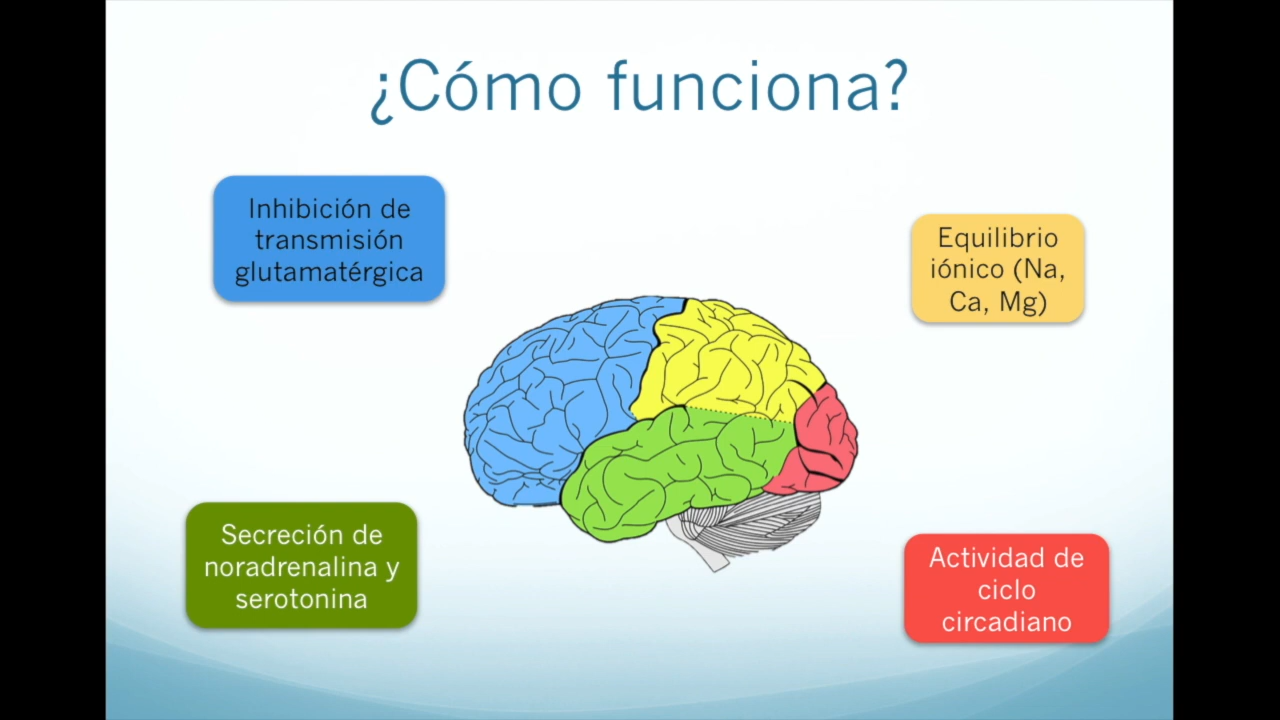 ¿Cómo funciona?
Inhibición de
transmisión
glutamatérgica
Equilibrio
iónico (Na,
Ca, Mg)
Secreción de
noradrenalina y
serotonina
Actividad de
ciclo
circadiano